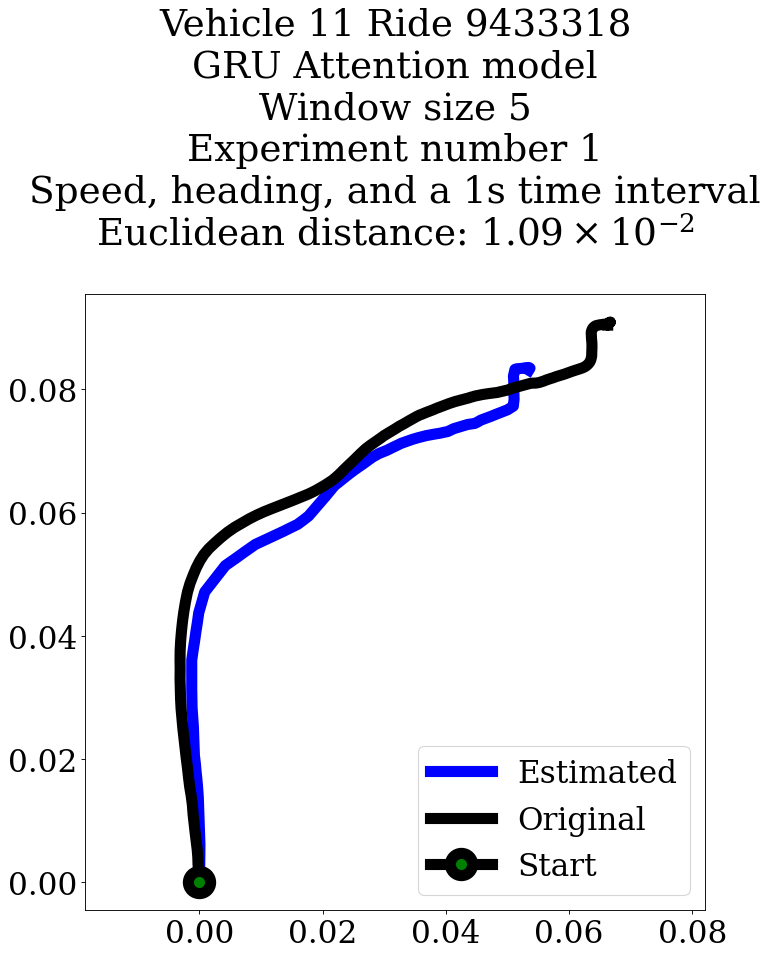 Vehicle 11 Ride 9433318
GRU Attention model
Window size 5
Experiment number 1
Speed, heading, and a 1s time interval
Euclidean distance: 1.09 × 10⁻²
0.08
0.06
0.04
0.02
0.00
Estimated
Original
Start
0.00 0.02 0.04 0.06 0.08